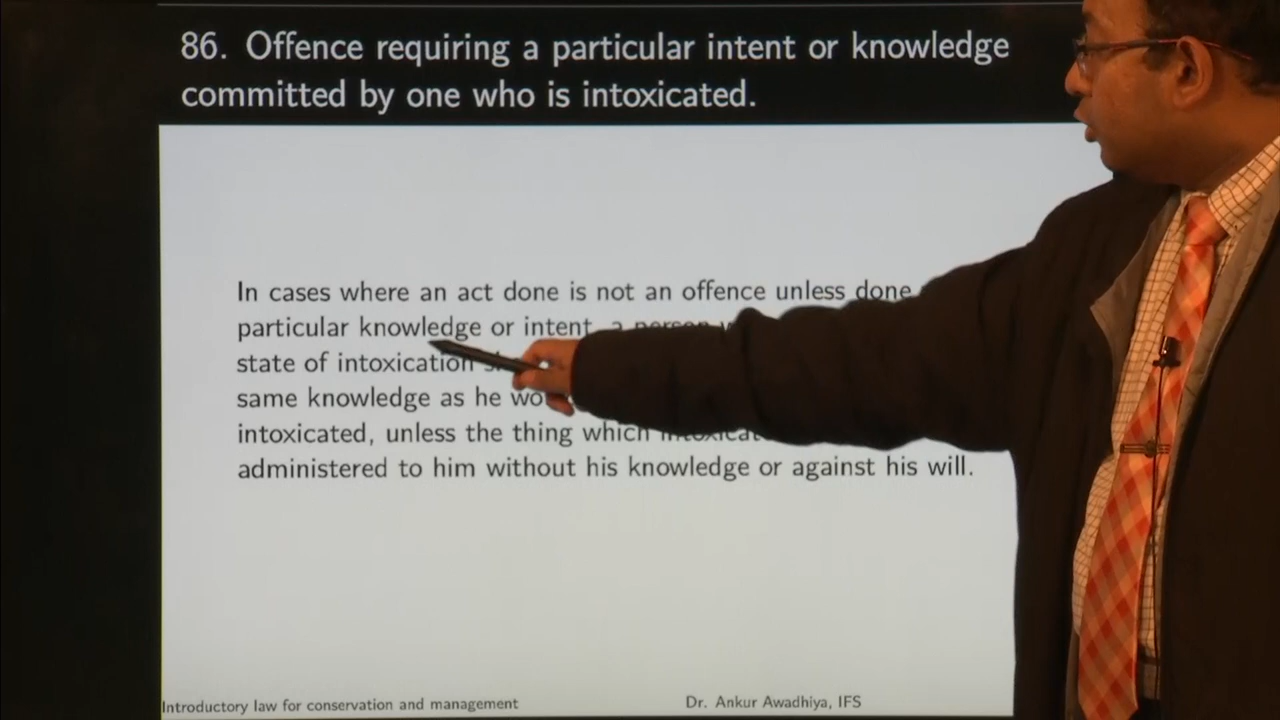 86. Offence requiring a particular intent or knowledge
committed by one who is intoxicated.
In cases where an act done is not an offence unless done
particular knowledge or intent, a person
state of intoxication
same knowledge as he
intoxicated, unless the thing which
administered to him without his knowledge or against his will.
Introductory law for conservation and management
Dr. Ankur Awadhiya, IFS